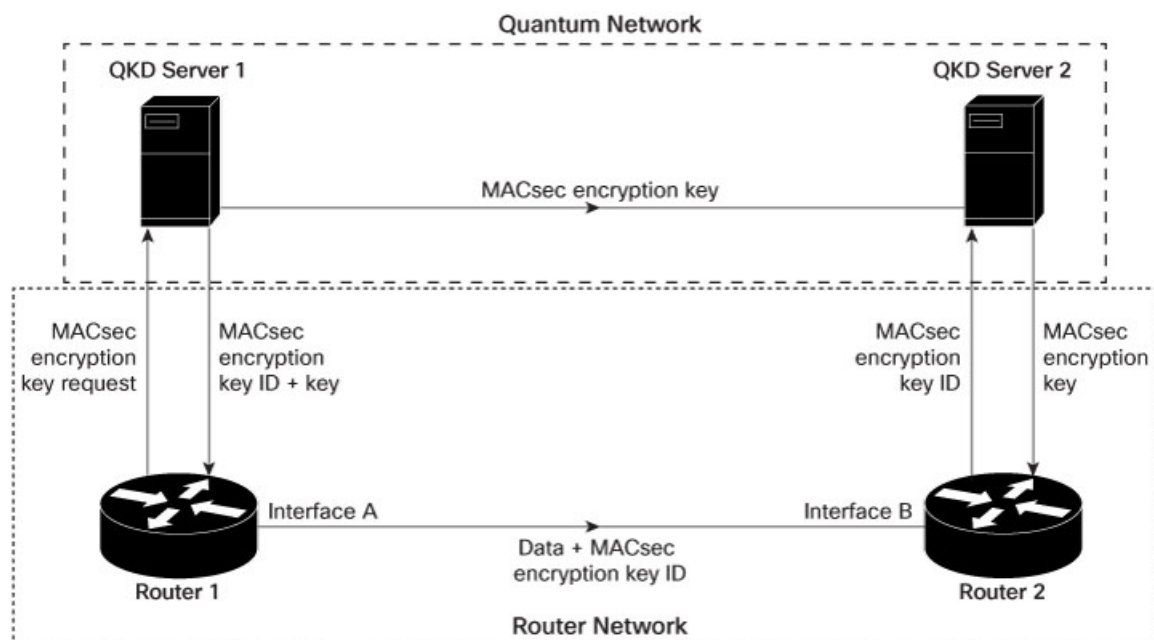 Quantum Network
QKD Server 1
QKD Server 2
MACsec encryption key
MACsec
encryption
key request
MACsec
encryption
key ID + key
MACsec
encryption
key ID
MACsec
encryption
key
Interface A
Interface B
Data + MACsec
encryption key ID
Router 1
Router 2
Router Network